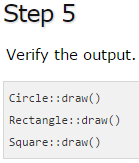 Step 5
Verify the output.
Circle::draw()
Rectangle::draw()
Square::draw()